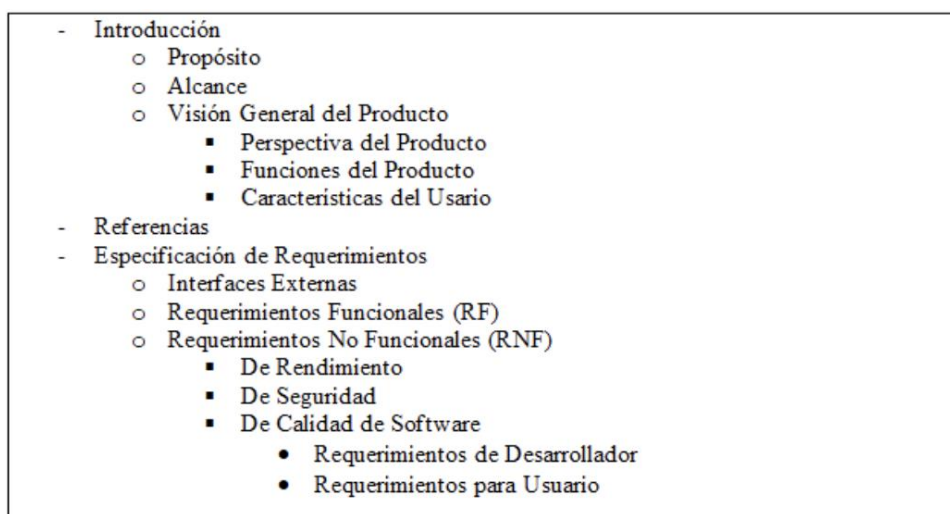 - Introducción
o Propósito
o Alcance
o Visión General del Producto
▪ Perspectiva del Producto
▪ Funciones del Producto
▪ Características del Usario
- Referencias
- Especificación de Requerimientos
o Interfaces Externas
o Requerimientos Funcionales (RF)
o Requerimientos No Funcionales (RNF)
▪ De Rendimiento
▪ De Seguridad
▪ De Calidad de Software
• Requerimientos de Desarrollador
• Requerimientos para Usuario